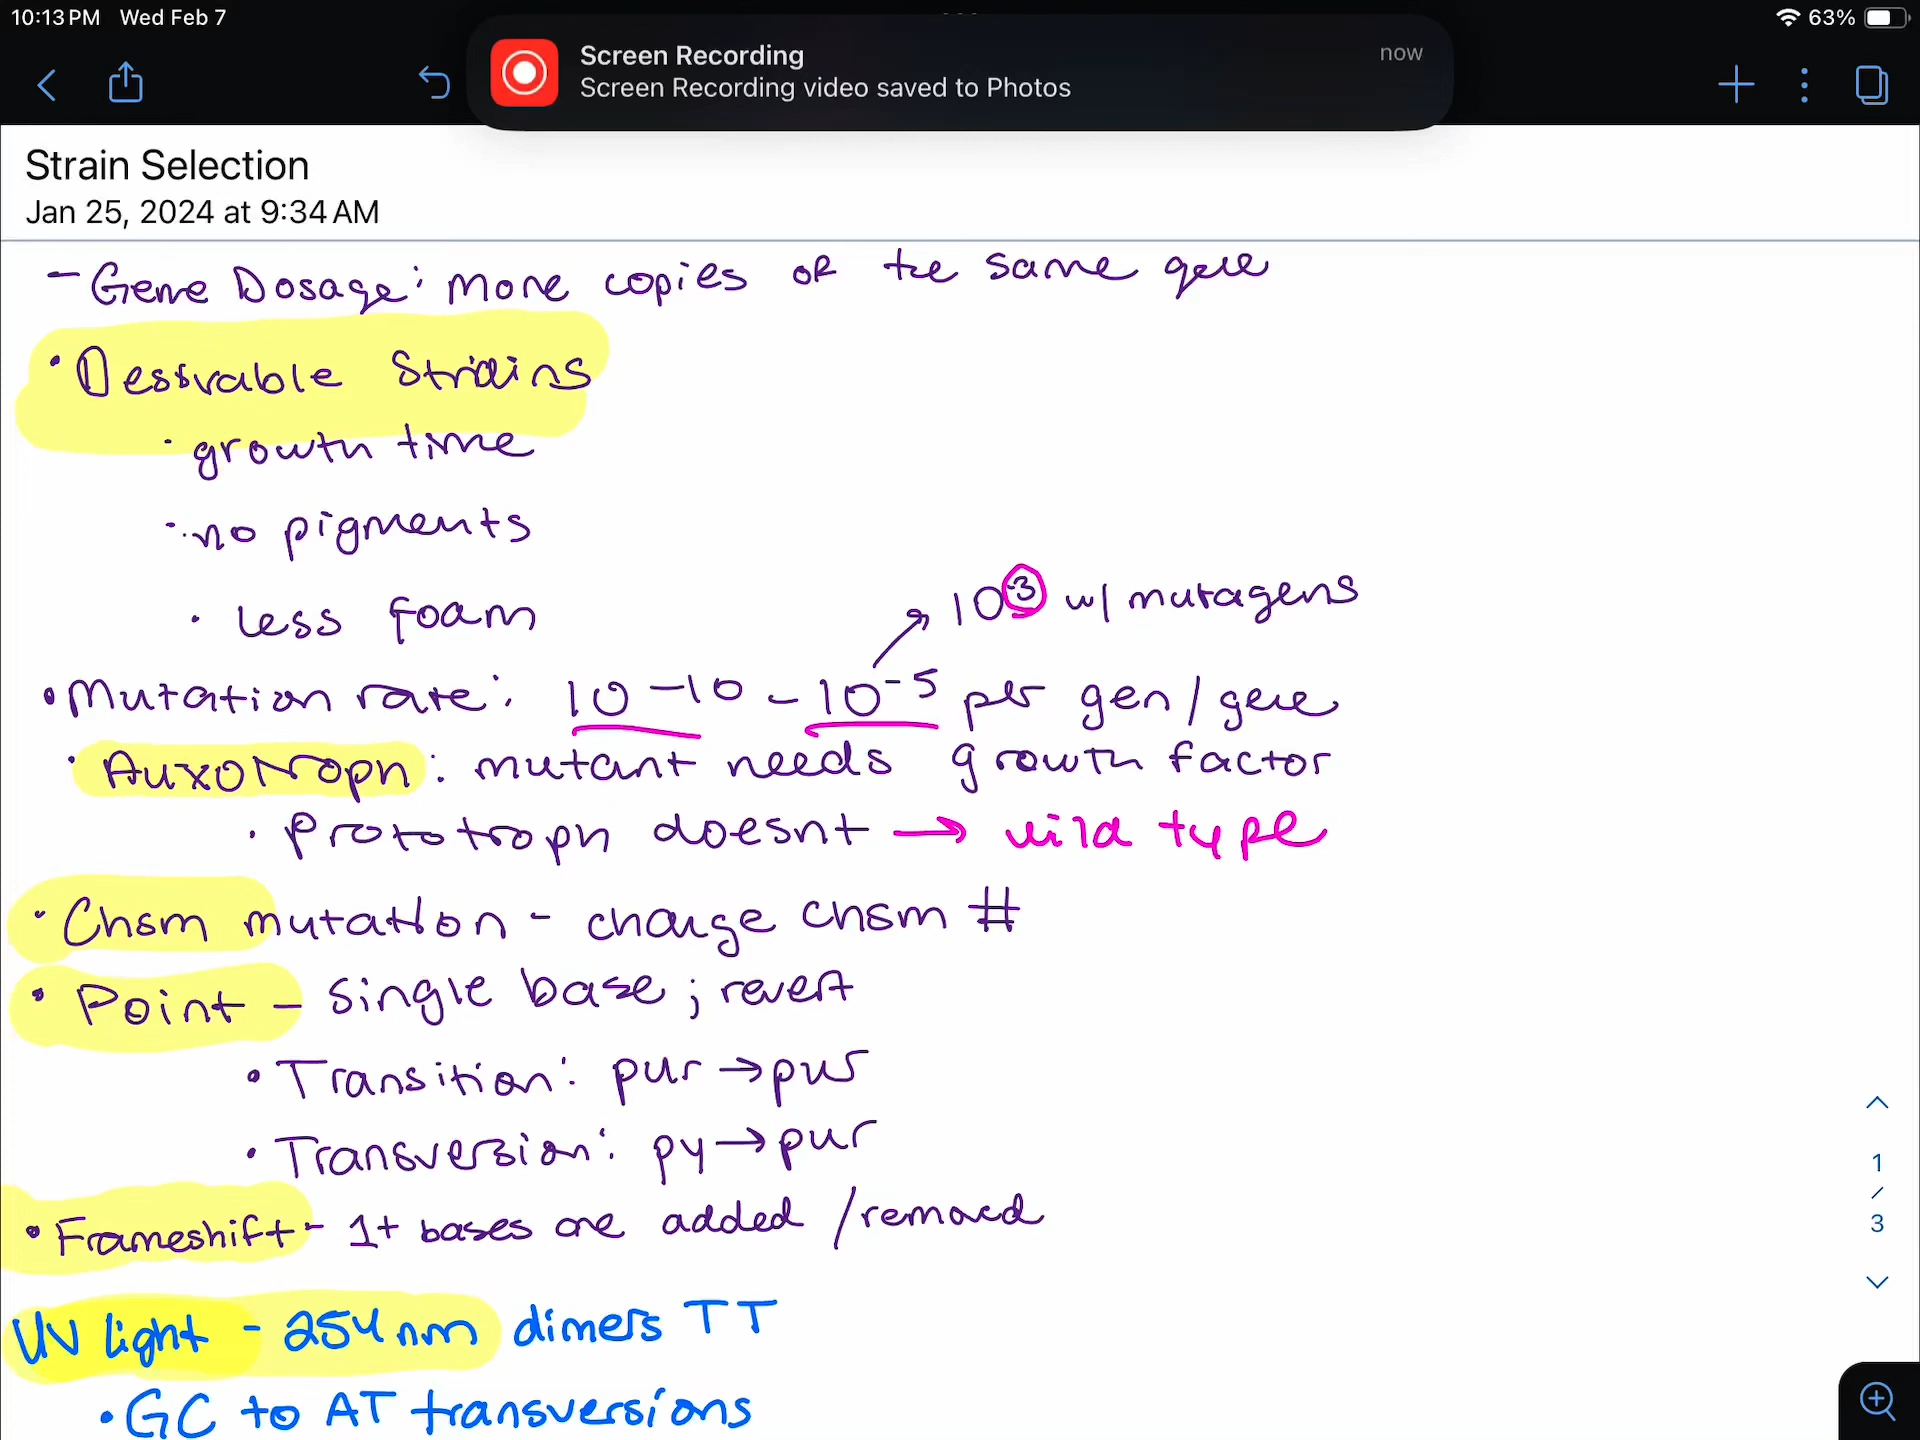 10:13 PM Wed Feb 7
63%
Screen Recording
now
Screen Recording video saved to Photos
Strain Selection
Jan 25, 2024 at 9:34 AM
- Gene Dosage: more copies of the same gene
• Desirable Strains
• growth time
• no pigments
• less foam
10⁻³ w/ mutagens
• Mutation rate: 10⁻¹⁰ - 10⁻⁵ per gen/gene
• Auxotroph: mutant needs growth factor
• Prototroph doesnt → wild type
• Chsm mutation - change chsm #
• Point - single base; revert
• Transition: pur → pur
• Transversion: py → pur
• Frameshift - 1+ bases are added /removed
UV light - 254 nm dimers TT
• GC to AT transversions
1
/
3